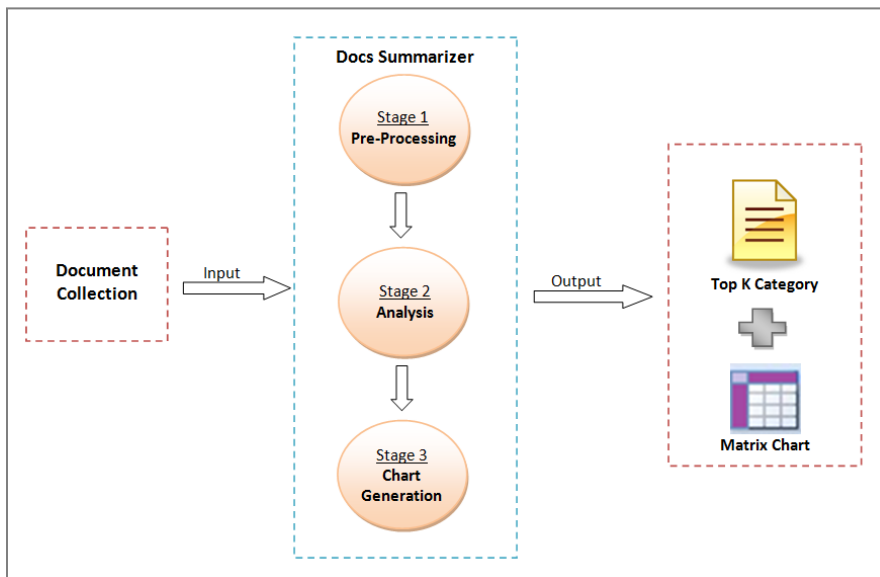 Docs Summarizer
Stage 1
Pre-Processing
Document
Collection
Input
Stage 2
Analysis
Output
Stage 3
Chart
Generation
Top K Category
Matrix Chart